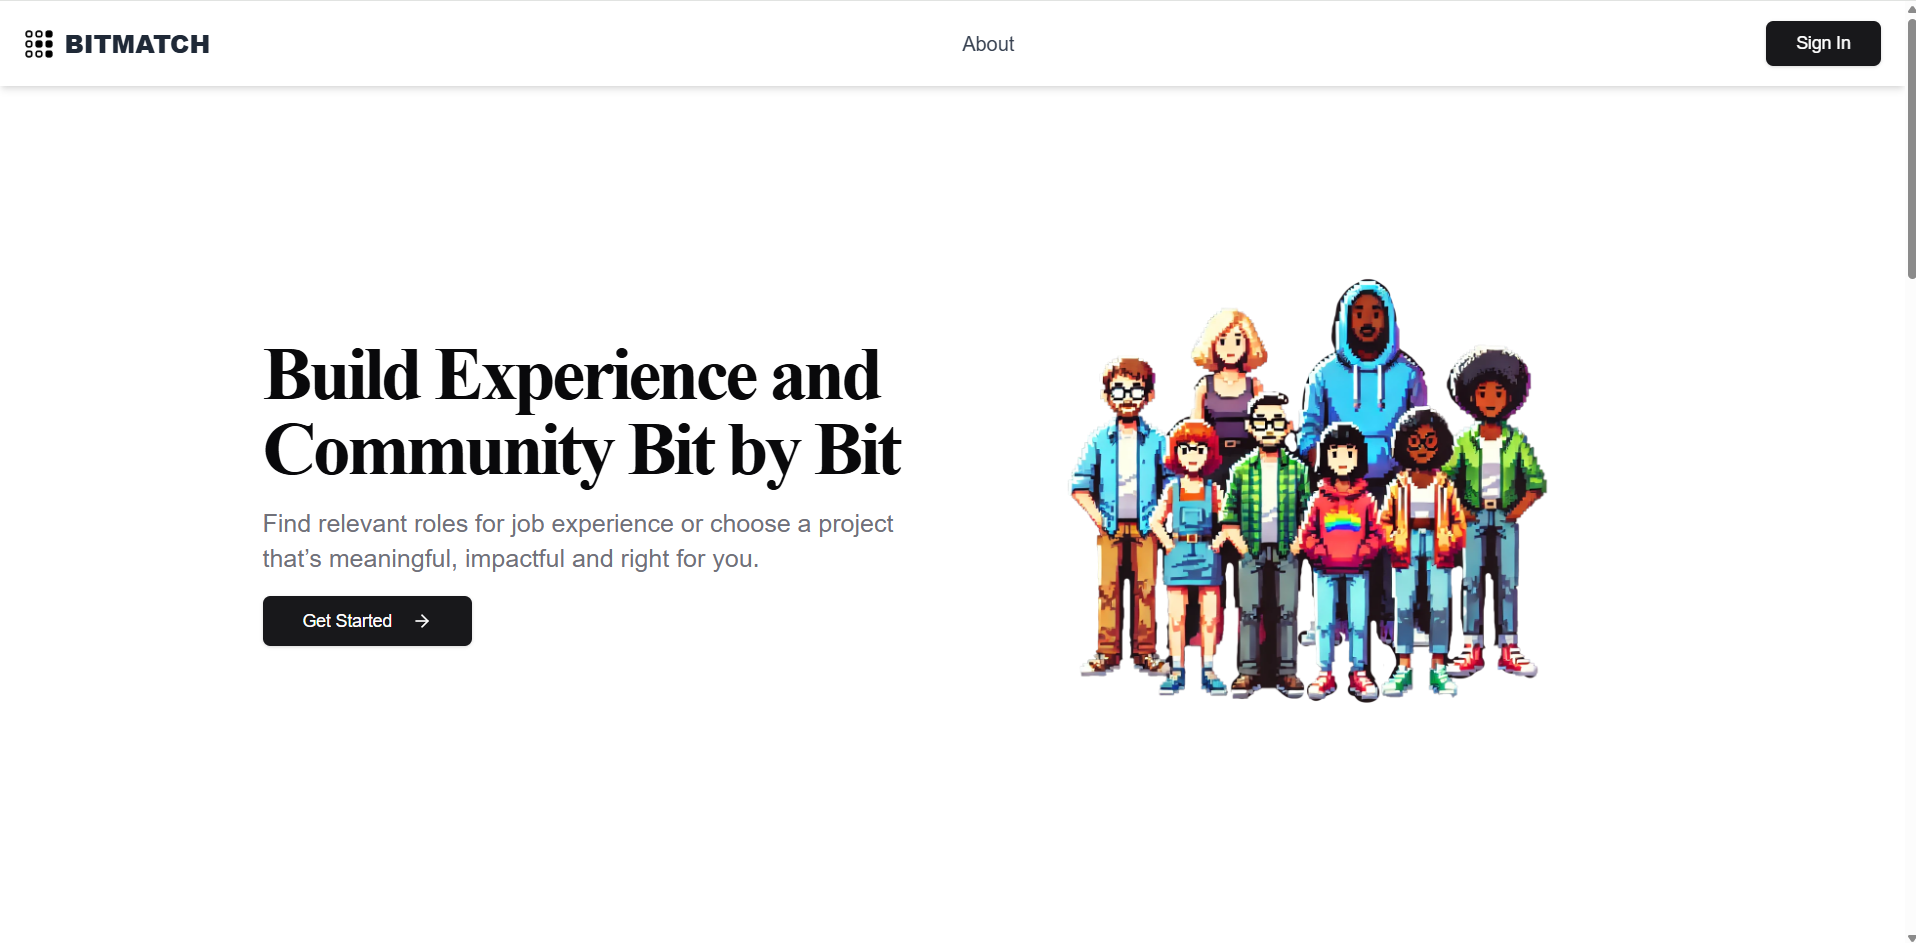 BITMATCH
About
Sign In
Build Experience and
Community Bit by Bit
Find relevant roles for job experience or choose a project
that’s meaningful, impactful and right for you.
Get Started